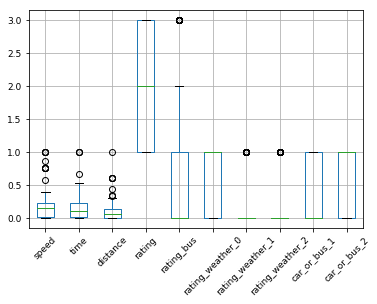 3.0
2.5
2.0
1.5
1.0
0.5
0.0
speed
time
distance
rating
rating_bus
rating_weather_0
rating_weather_1
rating_weather_2
car_or_bus_1
car_or_bus_2